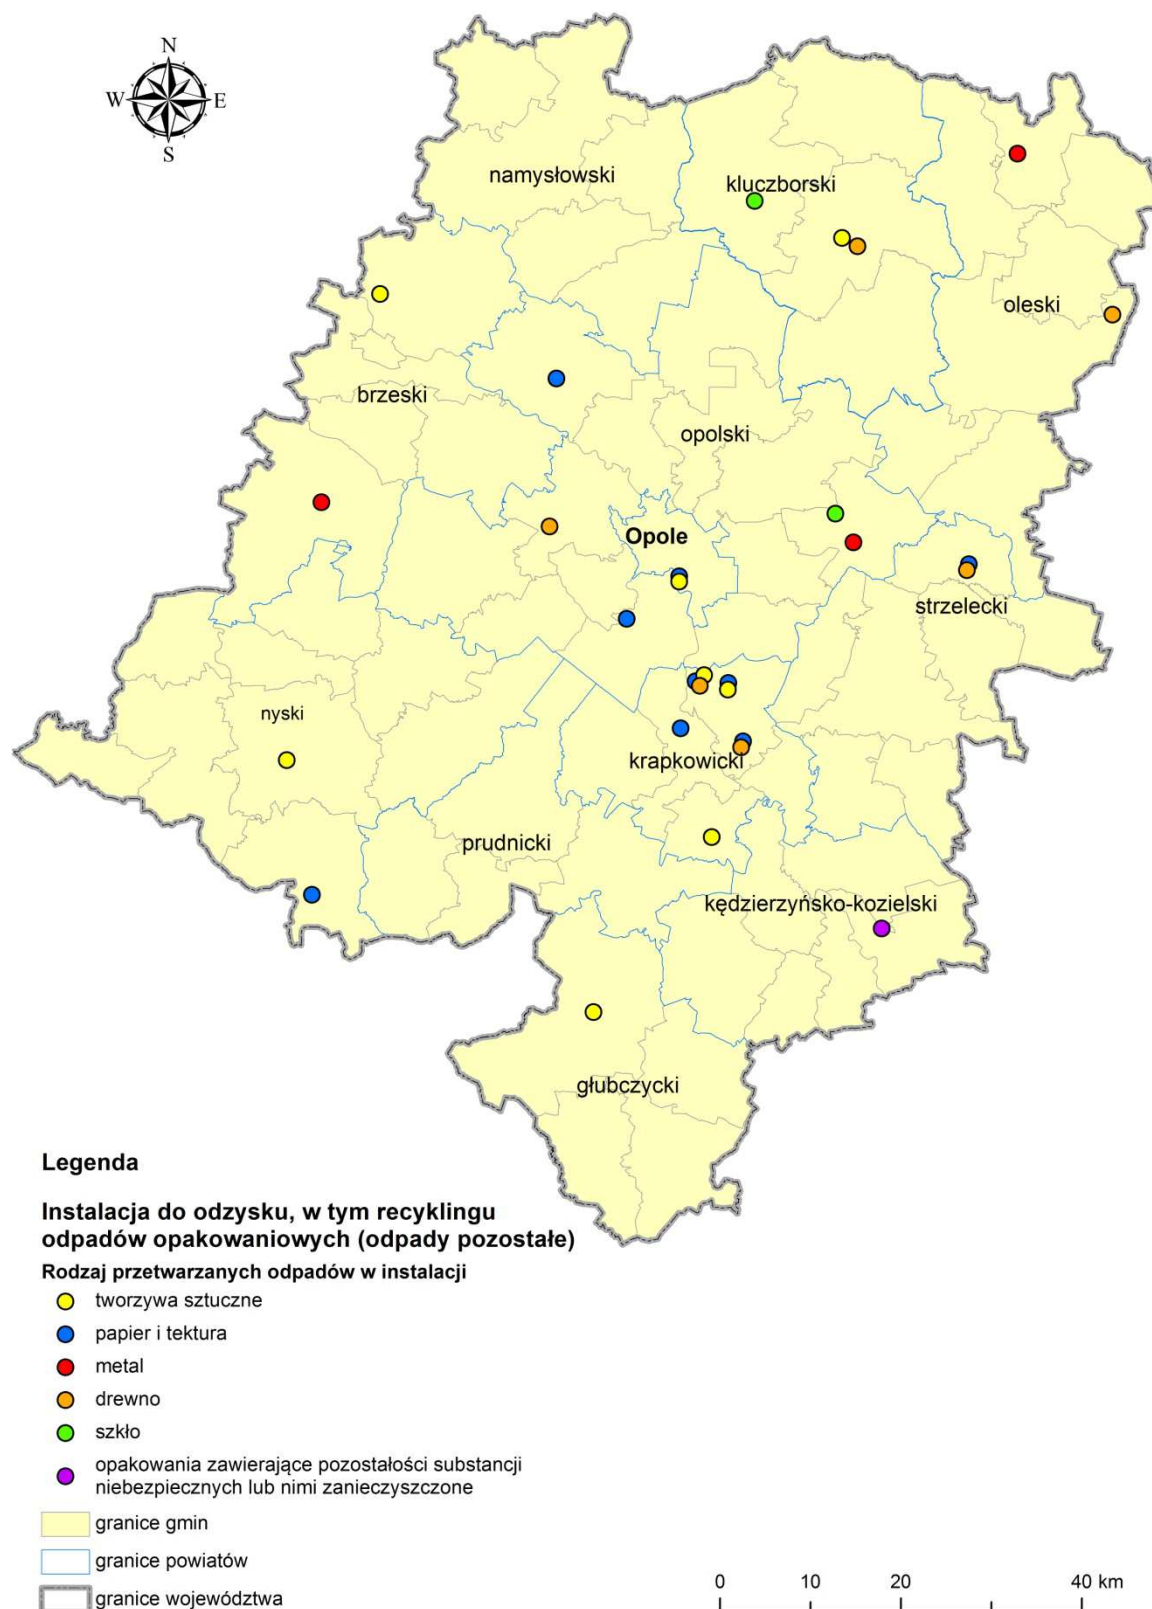 N
W E
S
namysłowski
kluczborski
oleski
brzeski
opolski
Opole
strzelecki
nyski
krapkowicki
prudnicki
kędzierzyńsko-kozielski
głubczycki
Legenda
Instalacja do odzysku, w tym recyklingu
odpadów opakowaniowych (odpady pozostałe)
Rodzaj przetwarzanych odpadów w instalacji
tworzywa sztuczne
papier i tektura
metal
drewno
szkło
opakowania zawierające pozostałości substancji
niebezpiecznych lub nimi zanieczyszczone
granice gmin
granice powiatów
granice województwa
0 10 20 40 km